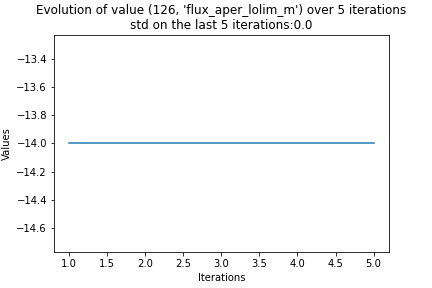 Evolution of value (126, 'flux_aper_lolim_m') over 5 iterations
std on the last 5 iterations:0.0
−13.4
−13.6
−13.8
−14.0
−14.2
−14.4
−14.6
Values
1.0 1.5 2.0 2.5 3.0 3.5 4.0 4.5 5.0
Iterations